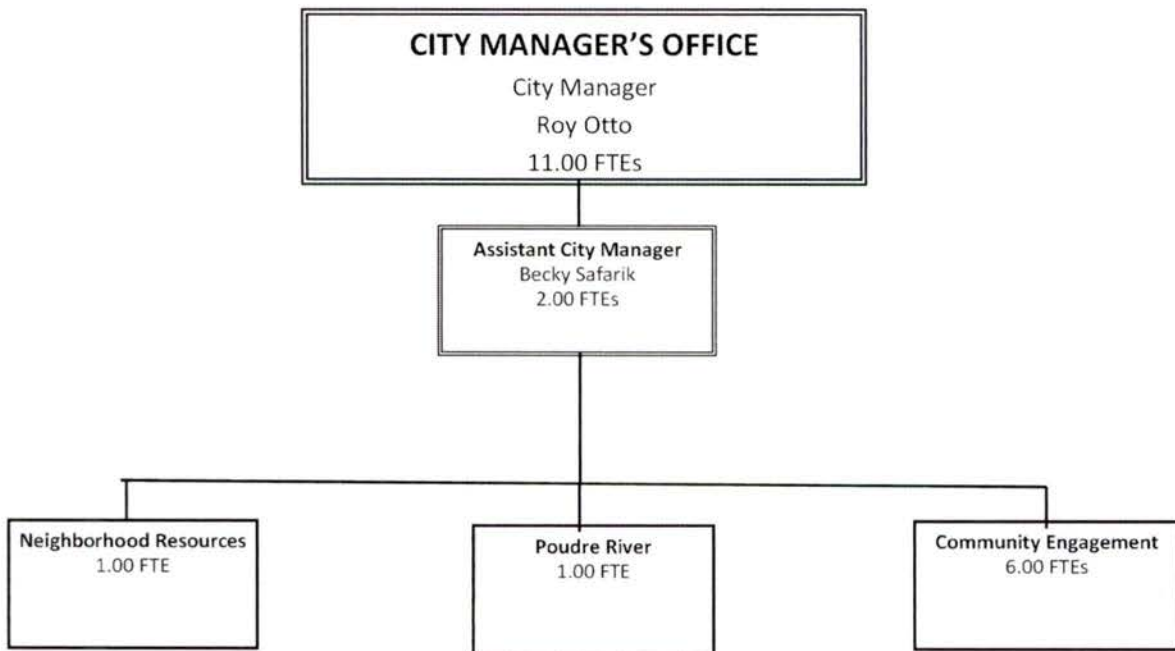 CITY MANAGER'S OFFICE
City Manager
Roy Otto
11.00 FTEs
Assistant City Manager
Becky Safarik
2.00 FTEs
Neighborhood Resources
1.00 FTE
Poudre River
1.00 FTE
Community Engagement
6.00 FTEs